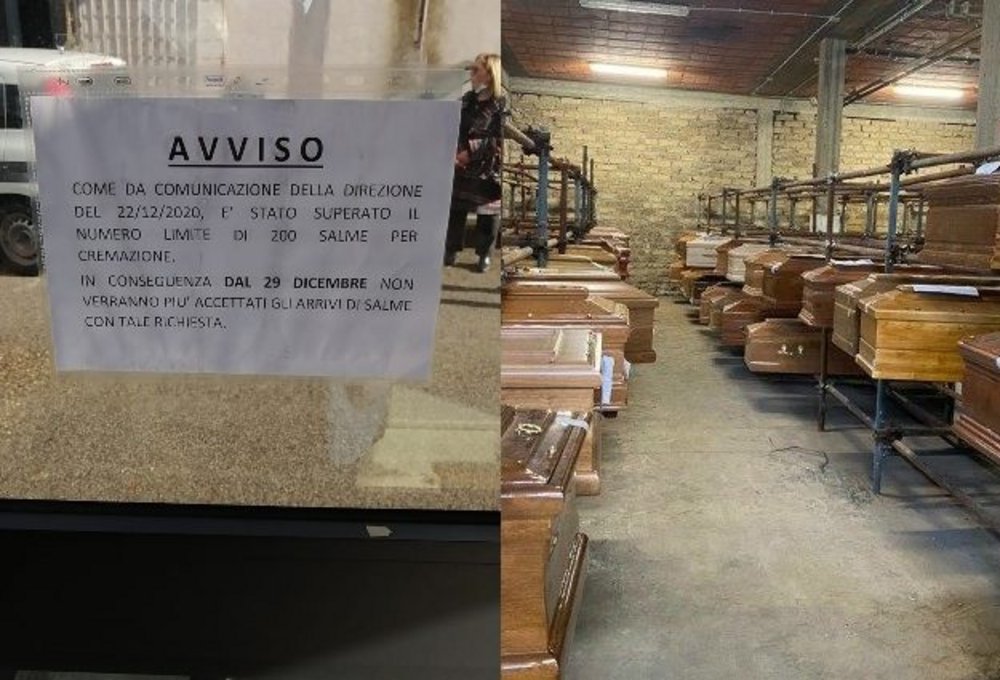 AVVISO
COME DA COMUNICAZIONE DELLA DIREZIONE
DEL 22/12/2020, E' STATO SUPERATO IL
NUMERO LIMITE DI 200 SALME PER
CREMAZIONE.
IN CONSEGUENZA DAL 29 DICEMBRE NON
VERRANNO PIU' ACCETTATI GLI ARRIVI DI SALME
CON TALE RICHIESTA.